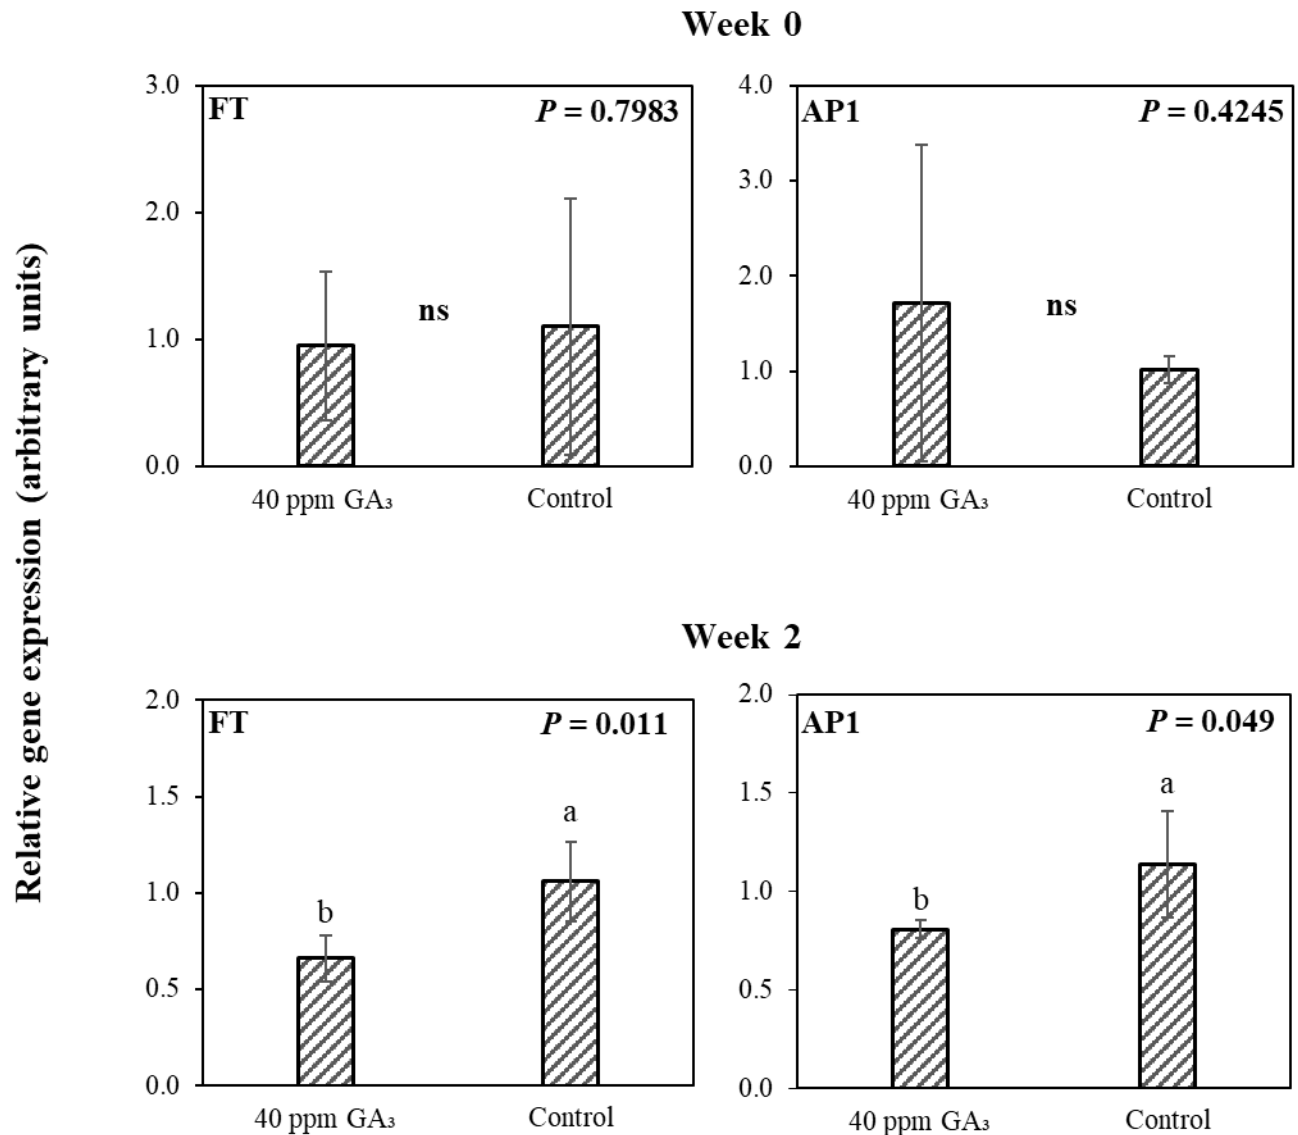 Week 0
Relative gene expression (arbitrary units)
FT
P = 0.7983
3.0
2.0
1.0
0.0
ns
40 ppm GA₃
Control
AP1
P = 0.4245
4.0
3.0
2.0
1.0
0.0
ns
40 ppm GA₃
Control
Week 2
FT
P = 0.011
2.0
1.5
1.0
0.5
0.0
b
a
40 ppm GA₃
Control
AP1
P = 0.049
2.0
1.5
1.0
0.5
0.0
b
a
40 ppm GA₃
Control